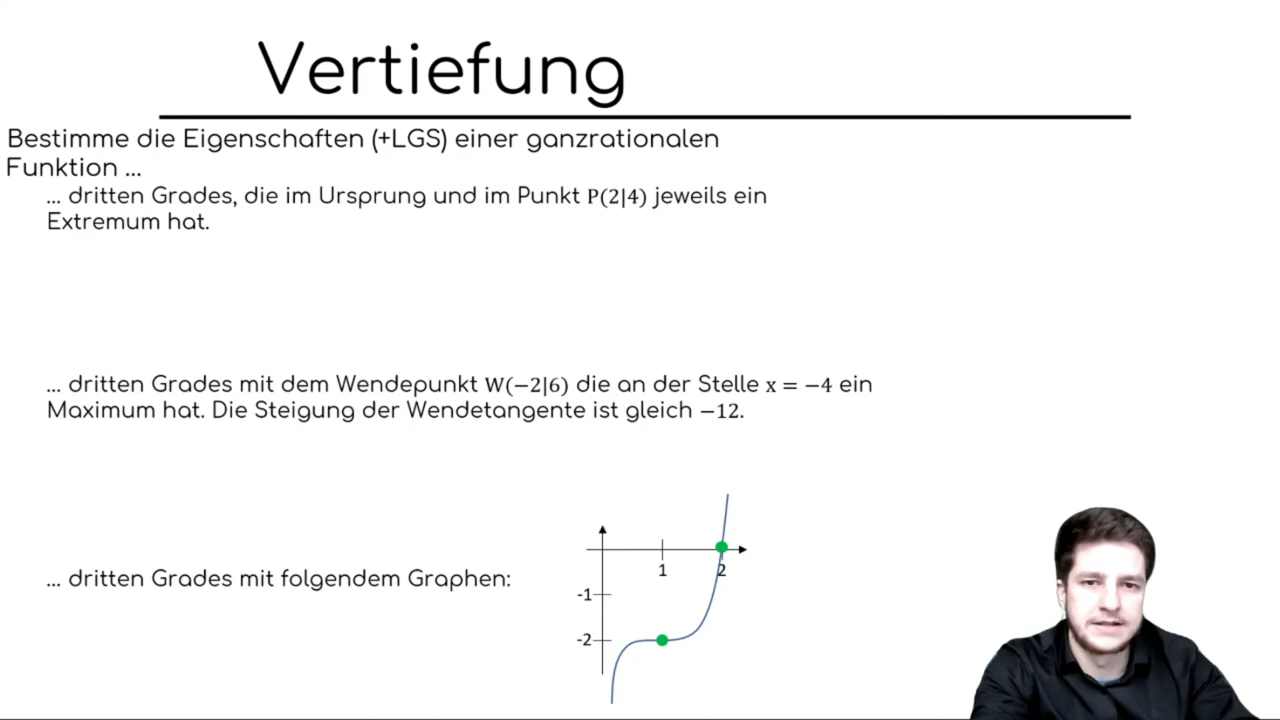 Vertiefung
Bestimme die Eigenschaften (+LGS) einer ganzrationalen
Funktion ...
... dritten Grades, die im Ursprung und im Punkt P(2|4) jeweils ein
Extremum hat.
... dritten Grades mit dem Wendepunkt W(−2|6) die an der Stelle x = −4 ein
Maximum hat. Die Steigung der Wendetangente ist gleich −12.
... dritten Grades mit folgendem Graphen:
1
2
-1
-2